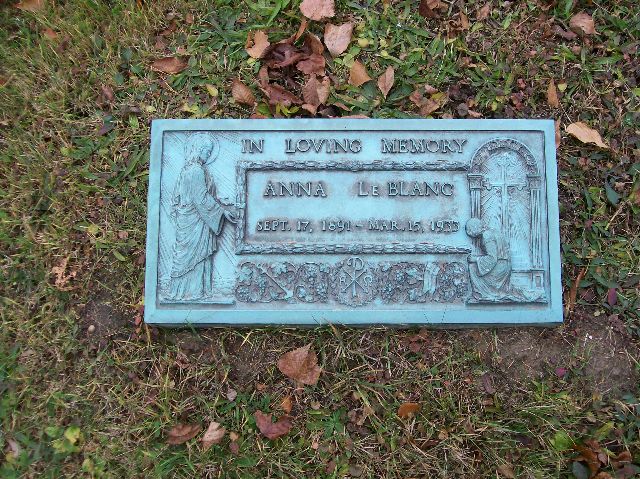 IN LOVING MEMORY
ANNA LE BLANC
SEPT. 17, 1891 - MAR. 15, 1933